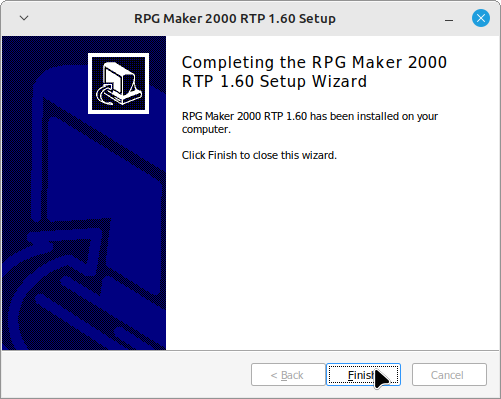 RPG Maker 2000 RTP 1.60 Setup
Completing the RPG Maker 2000
RTP 1.60 Setup Wizard
RPG Maker 2000 RTP 1.60 has been installed on your
computer.
Click Finish to close this wizard.
< Back
Finish
Cancel